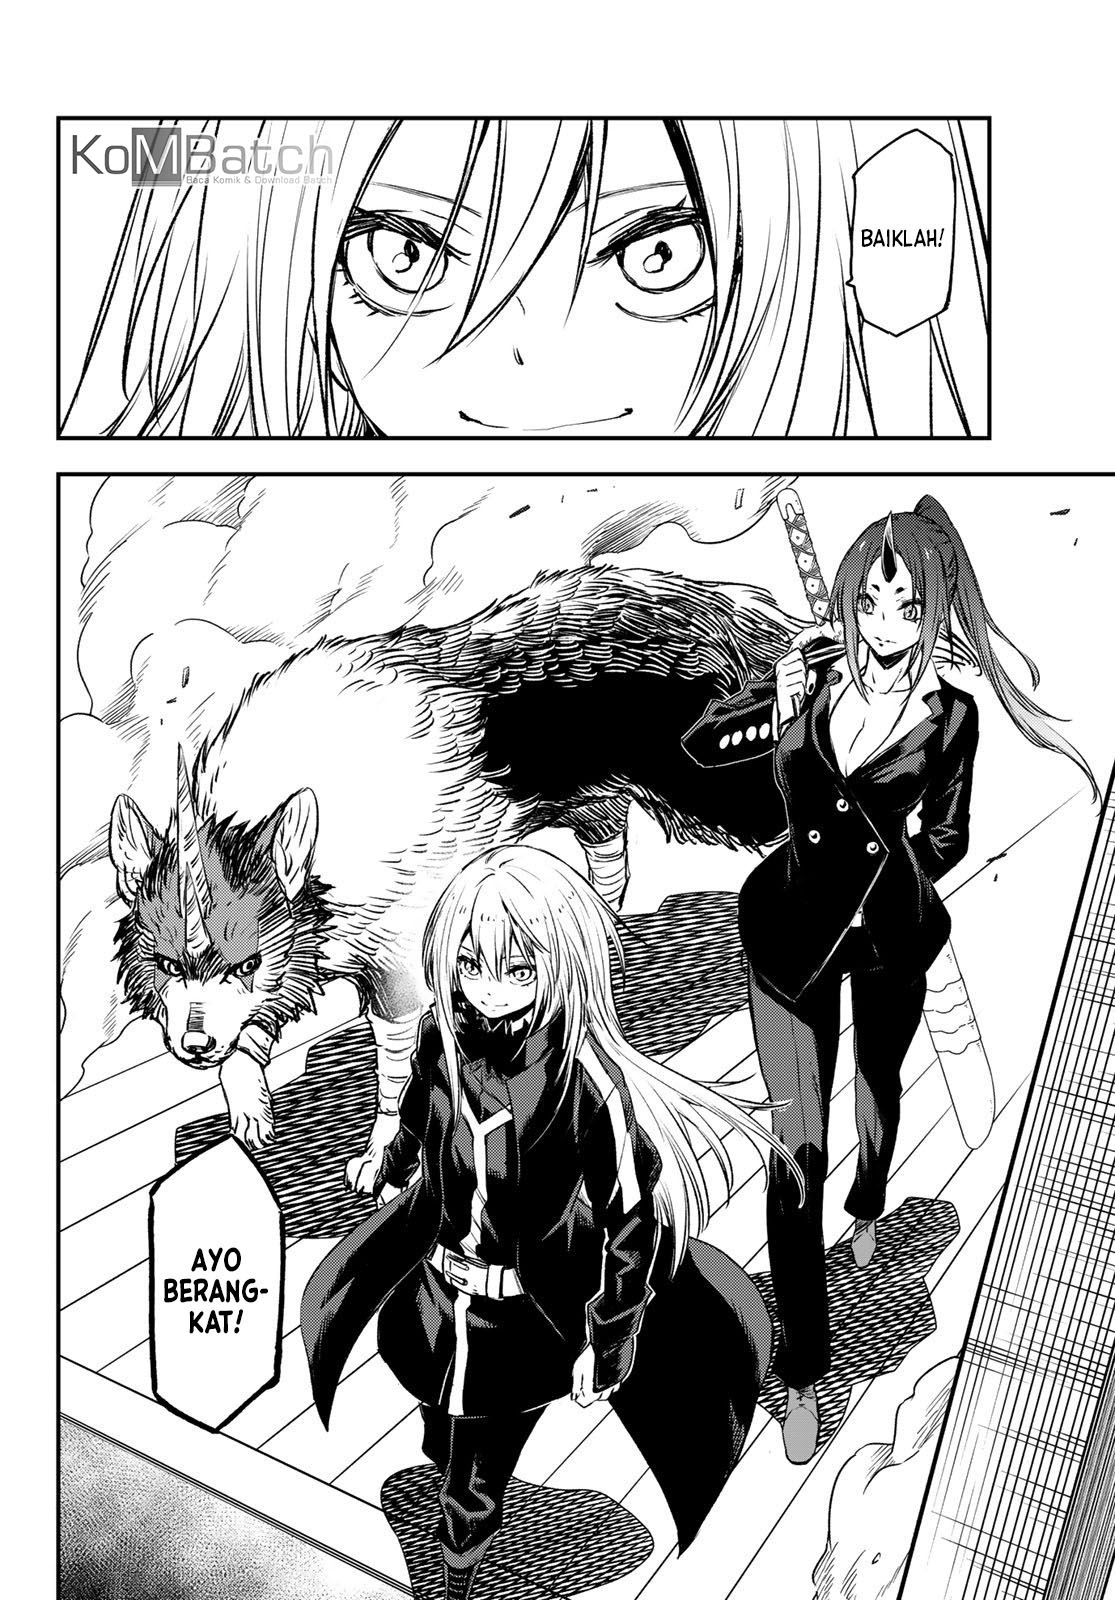 KoMBatch
Baca Komik & Download Batch
BAIKLAH!
AYO
BERANG-
KAT!